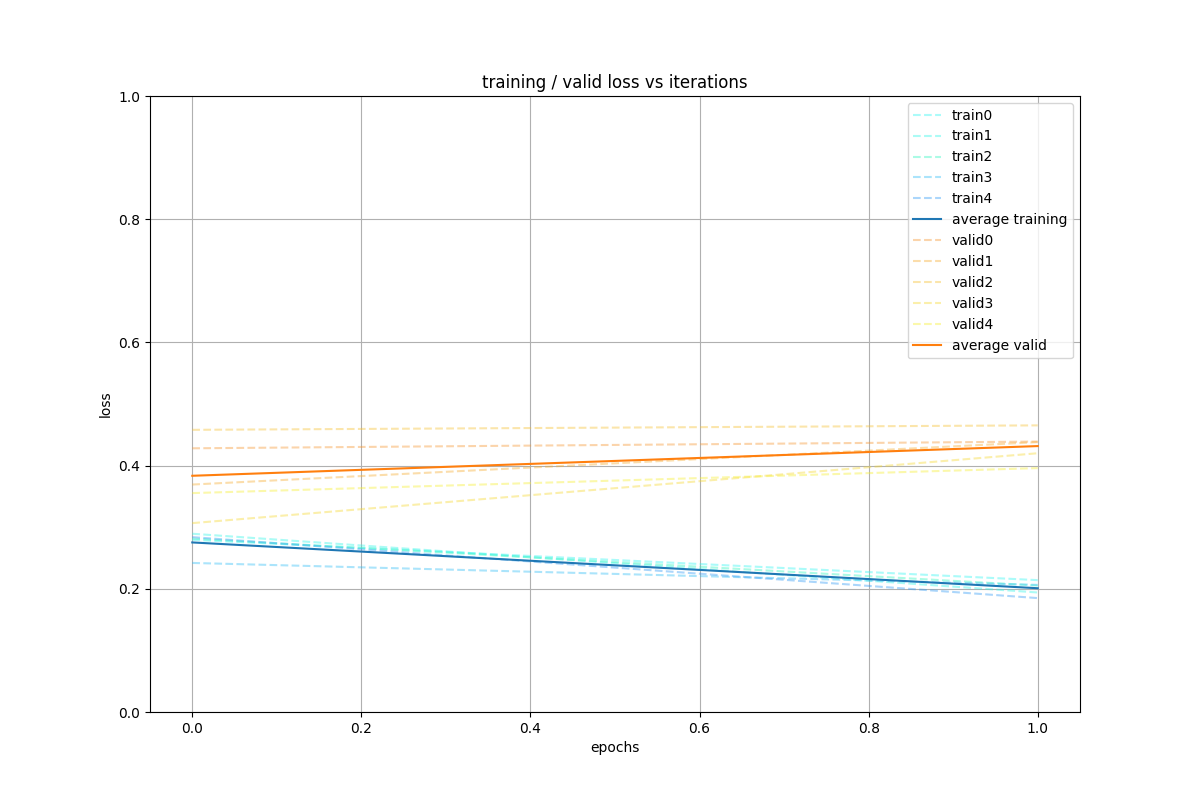 training / valid loss vs iterations
1.0
0.8
0.6
0.4
0.2
0.0
loss
train0
train1
train2
train3
train4
average training
valid0
valid1
valid2
valid3
valid4
average valid
0.0 0.2 0.4 0.6 0.8 1.0
epochs